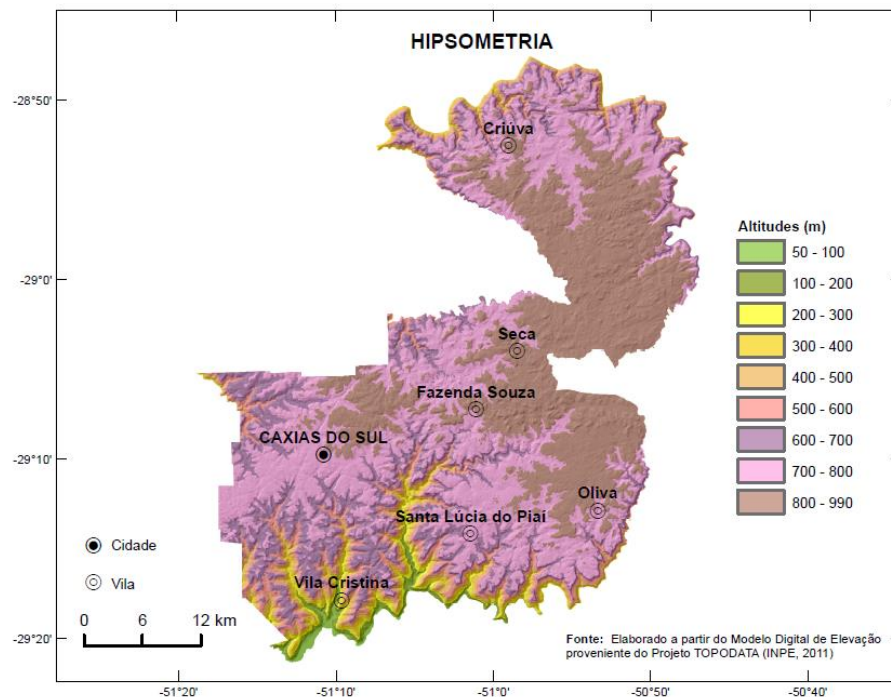 HIPSOMETRIA
-28°50'
Criúva
Altitudes (m)
50 - 100
100 - 200
200 - 300
300 - 400
400 - 500
500 - 600
600 - 700
700 - 800
800 - 990
-29°0'
Seca
Fazenda Souza
CAXIAS DO SUL
-29°10'
Oliva
Santa Lúcia do Piaí
Cidade
Vila
Vila Cristina
0 6 12 km
-29°20'
Fonte: Elaborado a partir do Modelo Digital de Elevação
proveniente do Projeto TOPODATA (INPE, 2011)
-51°20' -51°10' -51°0' -50°50' -50°40'